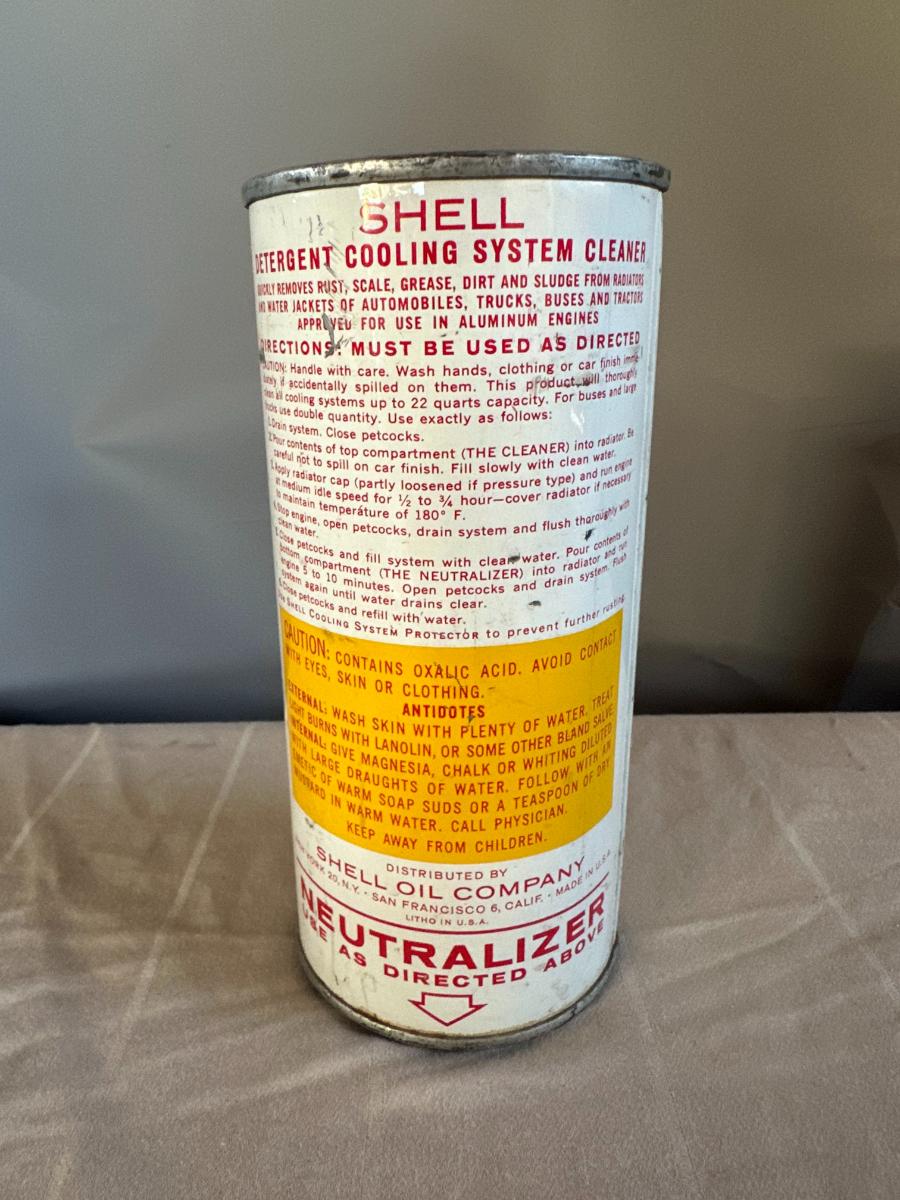 SHELL
DETERGENT COOLING SYSTEM CLEANER
QUICKLY REMOVES RUST, SCALE, GREASE, DIRT AND SLUDGE FROM RADIATORS
AND WATER JACKETS OF AUTOMOBILES, TRUCKS, BUSES AND TRACTORS
APPROVED FOR USE IN ALUMINUM ENGINES
DIRECTIONS: MUST BE USED AS DIRECTED
CAUTION: Handle with care. Wash hands, clothing or car finish imme-
diately if accidentally spilled on them. This product will thoroughly
clean all cooling systems up to 22 quarts capacity. For buses and large
trucks use double quantity. Use exactly as follows:
1. Drain system. Close petcocks.
2. Pour contents of top compartment (THE CLEANER) into radiator. Be
careful not to spill on car finish. Fill slowly with clean water.
3. Apply radiator cap (partly loosened if pressure type) and run engine
at medium idle speed for ½ to ¾ hour—cover radiator if necessary
to maintain temperature of 180° F.
4. Stop engine, open petcocks, drain system and flush thoroughly with
clean water.
5. Close petcocks and fill system with clean water. Pour contents of
bottom compartment (THE NEUTRALIZER) into radiator and run
engine 5 to 10 minutes. Open petcocks and drain system. Flush
system again until water drains clear.
6. Close petcocks and refill with water.
Use SHELL COOLING SYSTEM PROTECTOR to prevent further rusting.
CAUTION: CONTAINS OXALIC ACID. AVOID CONTACT
WITH EYES, SKIN OR CLOTHING.
ANTIDOTES
EXTERNAL: WASH SKIN WITH PLENTY OF WATER. TREAT
LIGHT BURNS WITH LANOLIN, OR SOME OTHER BLAND SALVE.
INTERNAL: GIVE MAGNESIA, CHALK OR WHITING DILUTED
WITH LARGE DRAUGHTS OF WATER. FOLLOW WITH AN
EMETIC OF WARM SOAP SUDS OR A TEASPOON OF DRY
MUSTARD IN WARM WATER. CALL PHYSICIAN.
KEEP AWAY FROM CHILDREN.
DISTRIBUTED BY
SHELL OIL COMPANY
NEW YORK 20, N.Y. • SAN FRANCISCO 6, CALIF. • MADE IN U.S.A.
LITHO IN U.S.A.
NEUTRALIZER
USE AS DIRECTED ABOVE